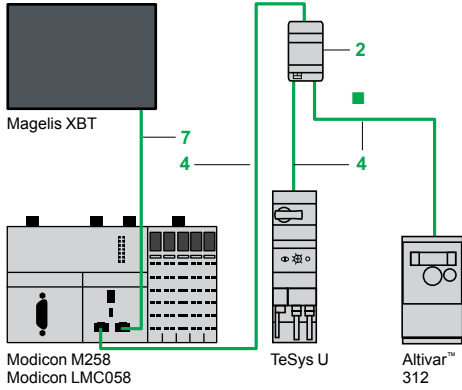 2
Magelis XBT
7
4
4
Modicon M258
Modicon LMC058
TeSys U
Altivar™
312